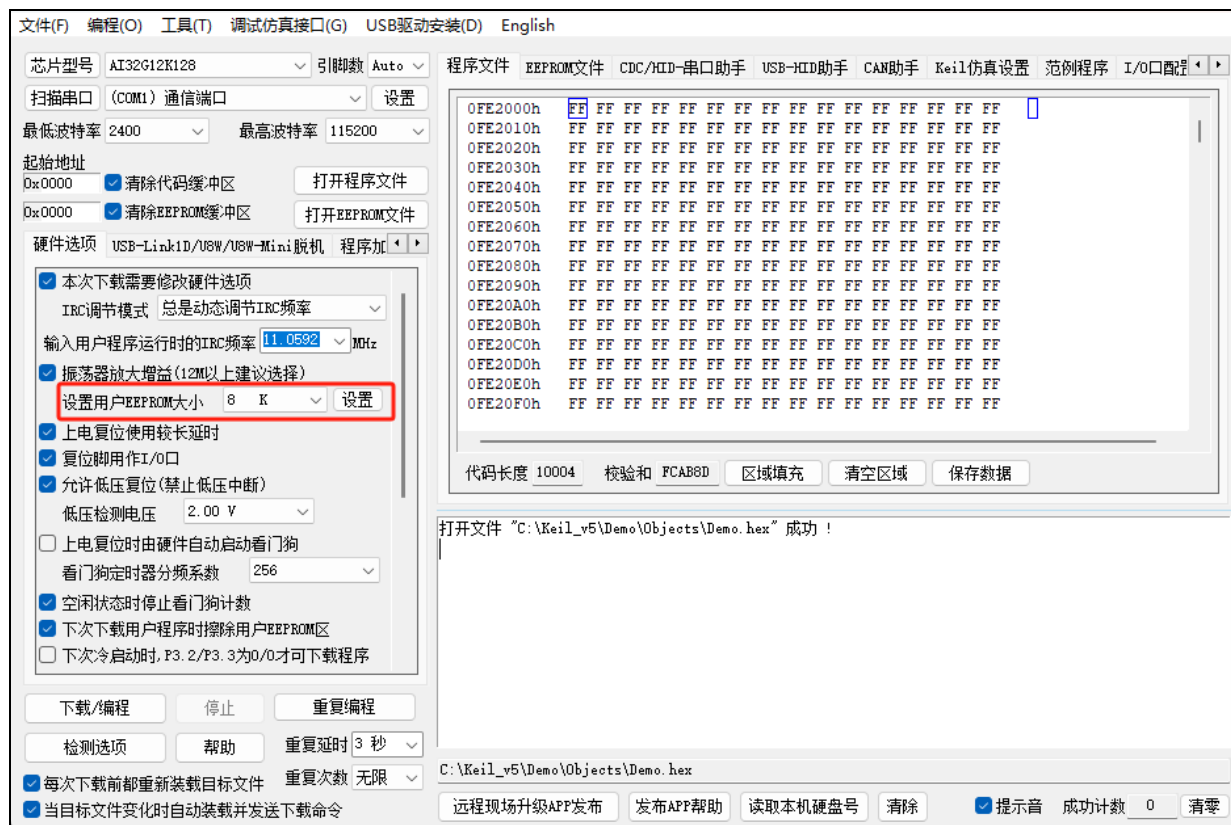 文件(F) 编程(O) 工具(T) 调试仿真接口(G) USB驱动安装(D) English
芯片型号 AI32G12K128 引脚数 Auto
扫描串口 (COM1) 通信端口 设置
最低波特率 2400 最高波特率 115200
起始地址
0x0000 清除代码缓冲区 打开程序文件
0x0000 清除EEPROM缓冲区 打开EEPROM文件
硬件选项 USB-Link1D/U8W/U8W-Mini脱机 程序加
本次下载需要修改硬件选项
IRC调节模式 总是动态调节IRC频率
输入用户程序运行时的IRC频率 11.0592 MHz
振荡器放大增益(12M以上建议选择)
设置用户EEPROM大小 8 K 设置
上电复位使用较长延时
复位脚用作I/O口
允许低压复位(禁止低压中断)
低压检测电压 2.00 V
上电复位时由硬件自动启动看门狗
看门狗定时器分频系数 256
空闲状态时停止看门狗计数
下次下载用户程序时擦除用户EEPROM区
下次冷启动时,P3.2/P3.3为0/0才可下载程序
下载/编程 停止 重复编程
检测选项 帮助 重复延时 3 秒
每次下载前都重新装载目标文件 重复次数 无限
当目标文件变化时自动装载并发送下载命令
程序文件 EEPROM文件 CDC/HID-串口助手 USB-HID助手 CAN助手 Keil仿真设置 范例程序 I/O口配
0FE2000h FF FF FF FF FF FF FF FF FF FF FF FF FF FF FF FF
0FE2010h FF FF FF FF FF FF FF FF FF FF FF FF FF FF FF FF
0FE2020h FF FF FF FF FF FF FF FF FF FF FF FF FF FF FF FF
0FE2030h FF FF FF FF FF FF FF FF FF FF FF FF FF FF FF FF
0FE2040h FF FF FF FF FF FF FF FF FF FF FF FF FF FF FF FF
0FE2050h FF FF FF FF FF FF FF FF FF FF FF FF FF FF FF FF
0FE2060h FF FF FF FF FF FF FF FF FF FF FF FF FF FF FF FF
0FE2070h FF FF FF FF FF FF FF FF FF FF FF FF FF FF FF FF
0FE2080h FF FF FF FF FF FF FF FF FF FF FF FF FF FF FF FF
0FE2090h FF FF FF FF FF FF FF FF FF FF FF FF FF FF FF FF
0FE20A0h FF FF FF FF FF FF FF FF FF FF FF FF FF FF FF FF
0FE20B0h FF FF FF FF FF FF FF FF FF FF FF FF FF FF FF FF
0FE20C0h FF FF FF FF FF FF FF FF FF FF FF FF FF FF FF FF
0FE20D0h FF FF FF FF FF FF FF FF FF FF FF FF FF FF FF FF
0FE20E0h FF FF FF FF FF FF FF FF FF FF FF FF FF FF FF FF
0FE20F0h FF FF FF FF FF FF FF FF FF FF FF FF FF FF FF FF
代码长度 10004 校验和 FCAB8D 区域填充 清空区域 保存数据
打开文件 "C:\Keil_v5\Demo\Objects\Demo.hex" 成功 !
C:\Keil_v5\Demo\Objects\Demo.hex
远程现场升级APP发布 发布APP帮助 读取本机硬盘号 清除 提示音 成功计数 0 清零